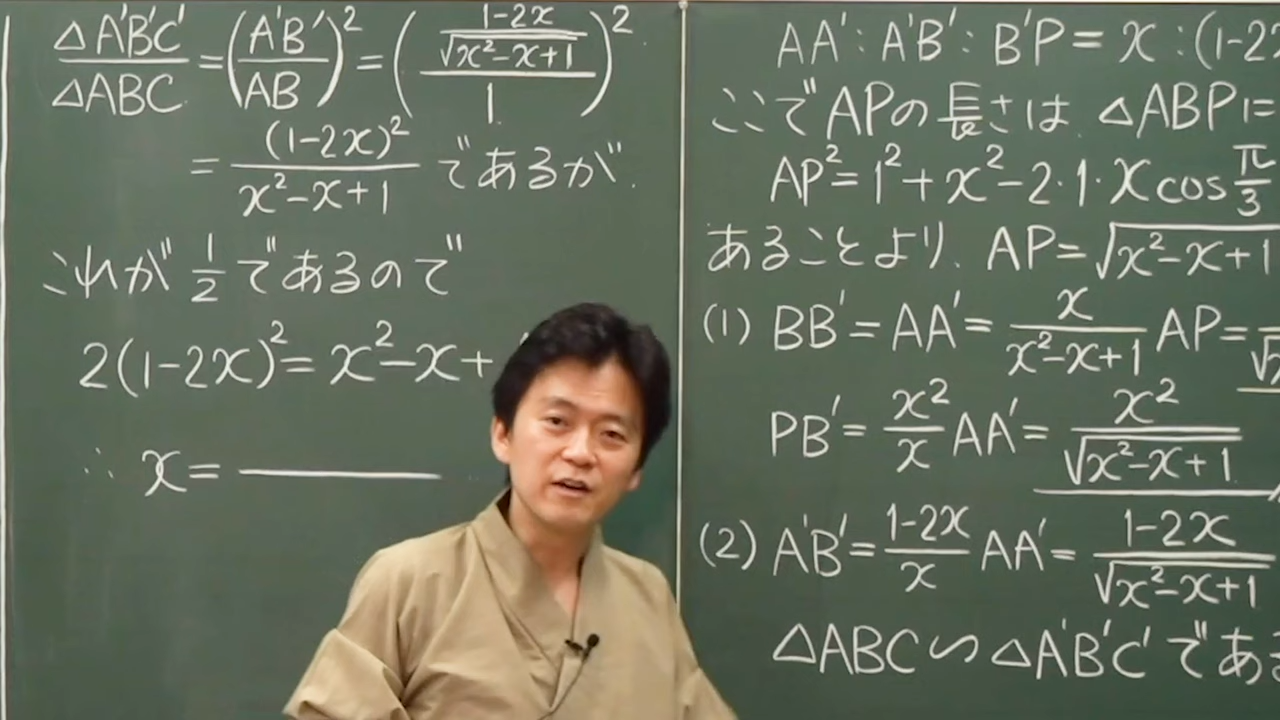 △A'B'C'/△ABC = (A'B'/AB)² = ((1-2x)/√(x²-x+1)/1)²
= (1-2x)²/(x²-x+1) であるが
これが 1/2 であるので
2(1-2x)² = x²-x+
∴ x =
AA' : A'B' : B'P = x : (1-2x
ここでAPの長さは △ABPに
AP² = 1² + x² - 2・1・x cos π/3
あることより、AP = √(x²-x+1
(1) BB' = AA' = x/(x²-x+1) AP =
PB' = x²/x AA' = x²/√(x²-x+1)
(2) A'B' = (1-2x)/x AA' = (1-2x)/√(x²-x+1)
△ABC∽△A'B'C' であ